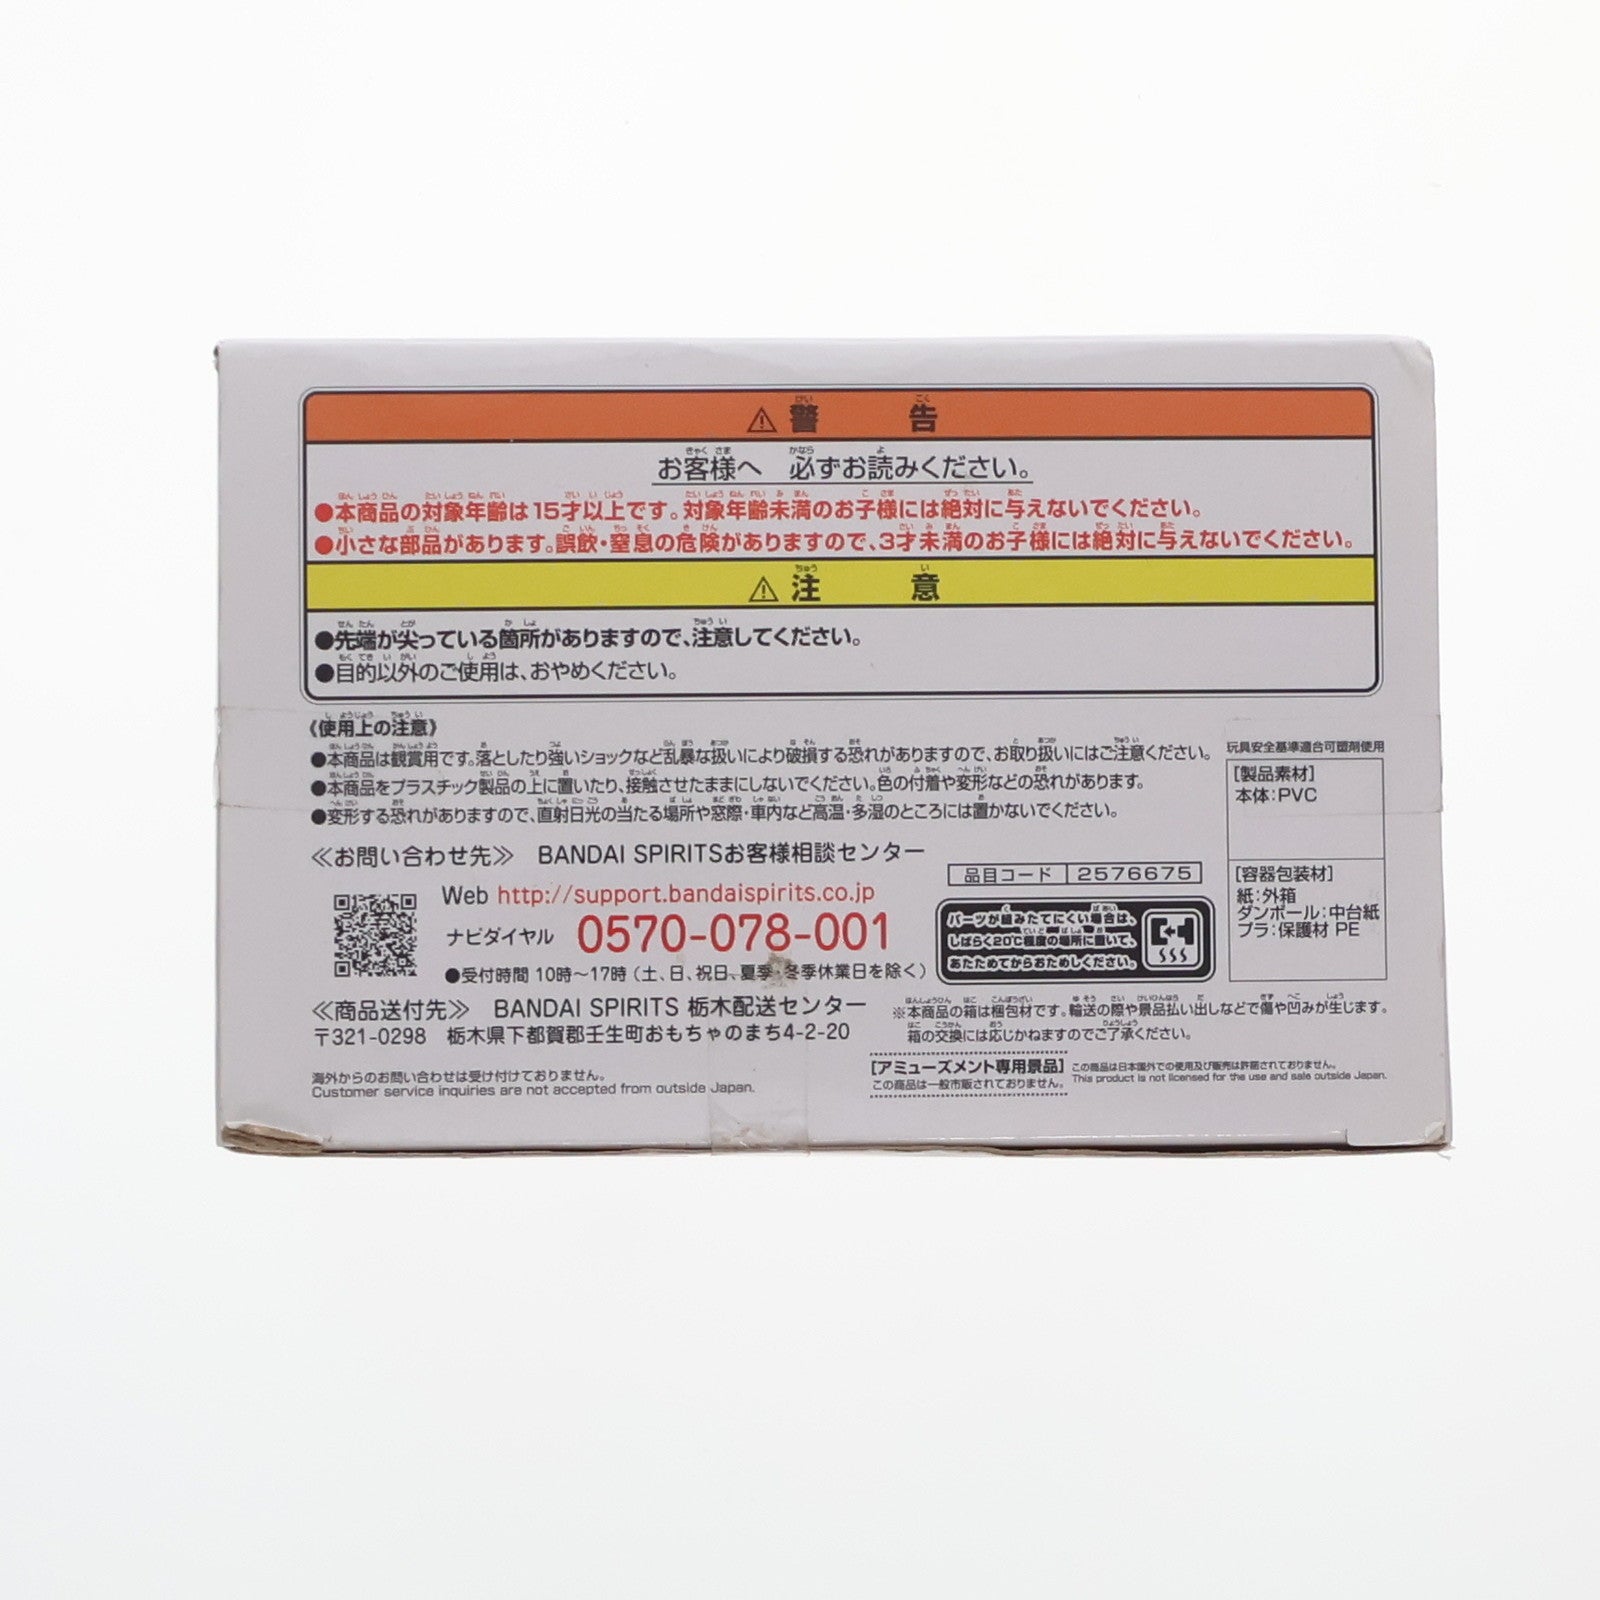 ⚠ 警告
お客様へ 必ずお読みください。
●本商品の対象年齢は15才以上です。対象年齢未満のお子様には絶対に与えないでください。
●小さな部品があります。誤飲・窒息の危険がありますので、3才未満のお子様には絶対に与えないでください。
⚠ 注意
●先端が尖っている箇所がありますので、注意してください。
●目的以外のご使用は、おやめください。
《使用上の注意》
●本商品は観賞用です。落としたり強いショックなど乱暴な扱いにより破損する恐れがありますので、お取り扱いにはご注意ください。
●本商品をプラスチック製品の上に置いたり、接触させたままにしないでください。色の付着や変形などの恐れがあります。
●変形する恐れがありますので、直射日光の当たる場所や窓際・車内など高温・多湿のところには置かないでください。
玩具安全基準適合可塑剤使用
[製品素材]
本体:PVC
[容器包装材]
紙:外箱
ダンボール:中台紙
プラ:保護材 PE
≪お問い合わせ先≫ BANDAI SPIRITSお客様相談センター
Web http://support.bandaispirits.co.jp
ナビダイヤル 0570-078-001
●受付時間 10時～17時(土、日、祝日、夏季・冬季休業日を除く)
品目コード 2576675
パーツが組みたてにくい場合は、
しばらく20℃程度の場所に置いて、
あたためてからおためしください。
≪商品送付先≫ BANDAI SPIRITS 栃木配送センター
〒321-0298 栃木県下都賀郡壬生町おもちゃのまち4-2-20
※本商品の箱は梱包材です。輸送の際や景品払い出しなどで傷や凹みが生じます。
箱の交換には応じかねますのでご了承ください。
海外からのお問い合わせは受け付けておりません。
Customer service inquiries are not accepted from outside Japan.
[アミューズメント専用景品]
この商品は一般市販されておりません。
この商品は日本国外での使用及び販売は許諾されておりません。
This product is not licensed for the use and sale outside Japan.